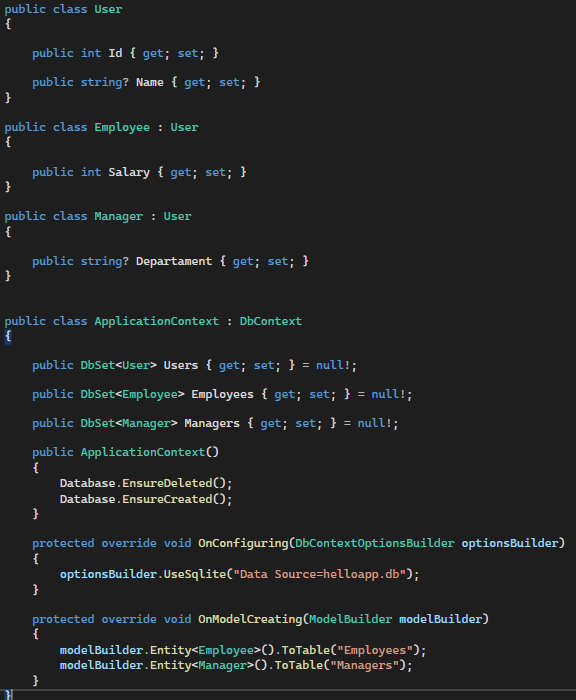 public class User
{
public int Id { get; set; }
public string? Name { get; set; }
}
public class Employee : User
{
public int Salary { get; set; }
}
public class Manager : User
{
public string? Departament { get; set; }
}
public class ApplicationContext : DbContext
{
public DbSet<User> Users { get; set; } = null!;
public DbSet<Employee> Employees { get; set; } = null!;
public DbSet<Manager> Managers { get; set; } = null!;
public ApplicationContext()
{
Database.EnsureDeleted();
Database.EnsureCreated();
}
protected override void OnConfiguring(DbContextOptionsBuilder optionsBuilder)
{
optionsBuilder.UseSqlite("Data Source=helloapp.db");
}
protected override void OnModelCreating(ModelBuilder modelBuilder)
{
modelBuilder.Entity<Employee>().ToTable("Employees");
modelBuilder.Entity<Manager>().ToTable("Managers");
}
}